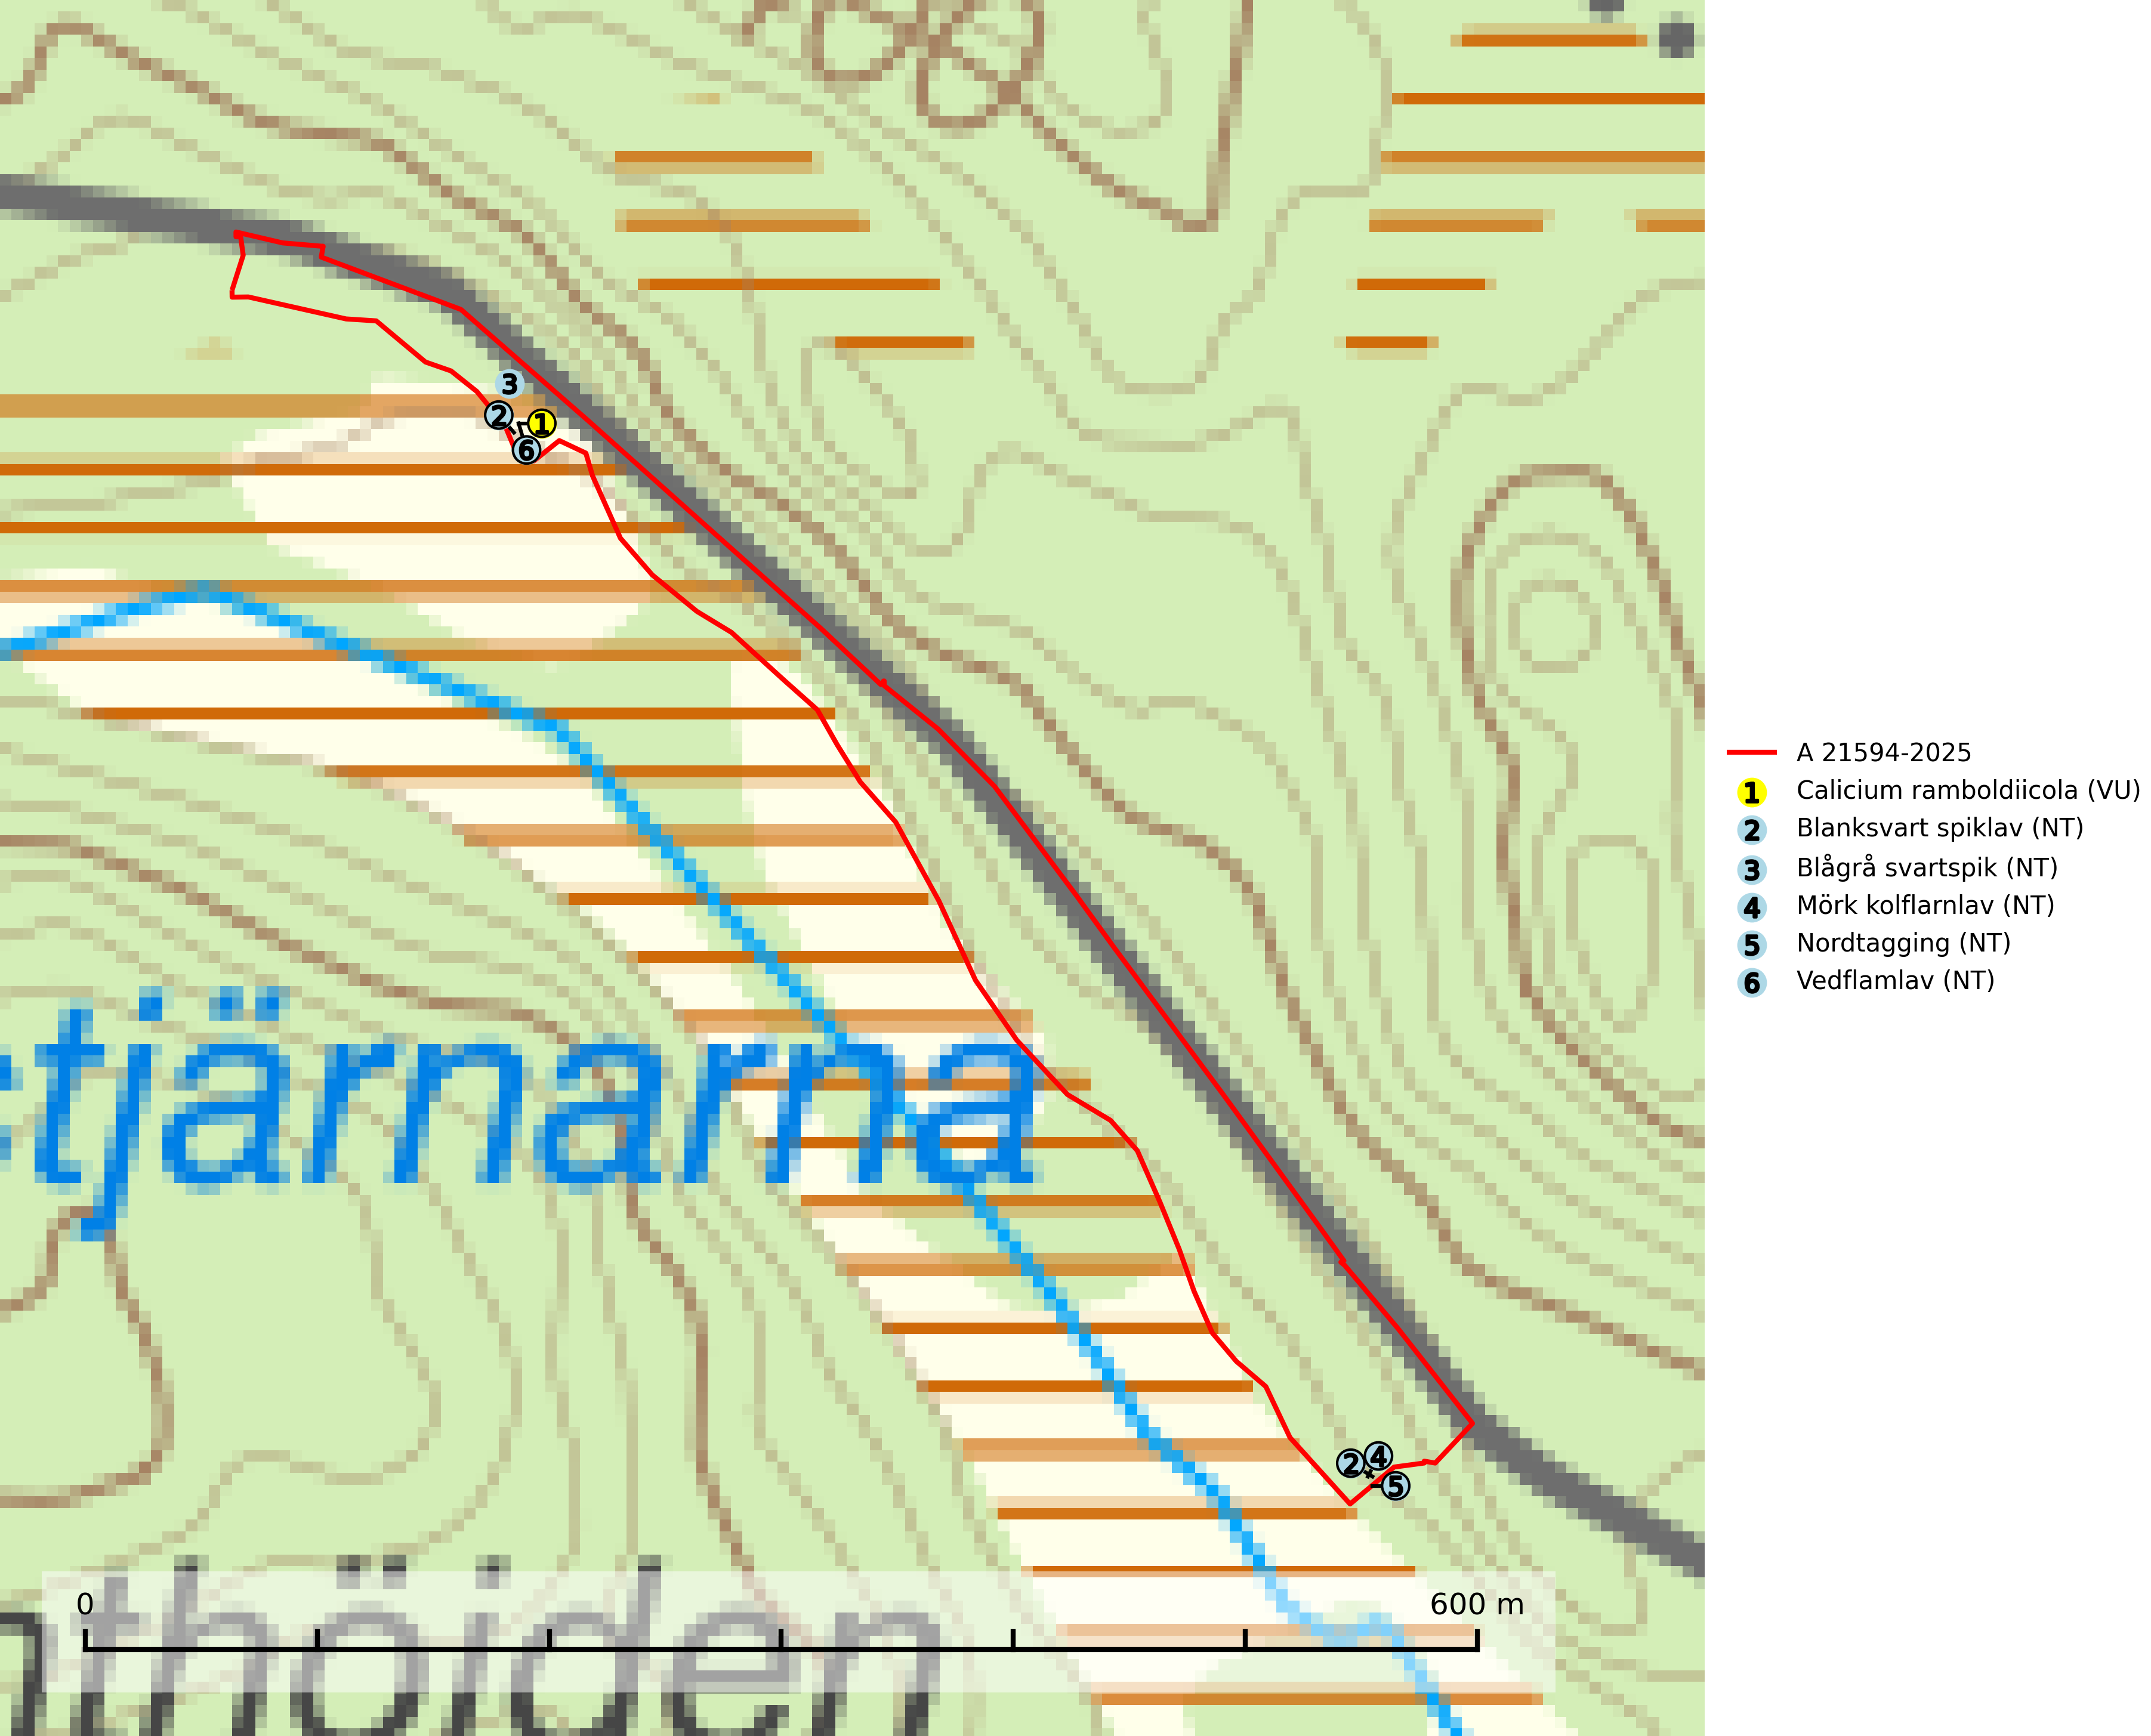 3
2
1
6
tjärnarna
2
4
5
0
600 m
A 21594-2025
1 Calicium ramboldiicola (VU)
2 Blanksvart spiklav (NT)
3 Blågrå svartspik (NT)
4 Mörk kolflarnlav (NT)
5 Nordtagging (NT)
6 Vedflamlav (NT)
thöjden